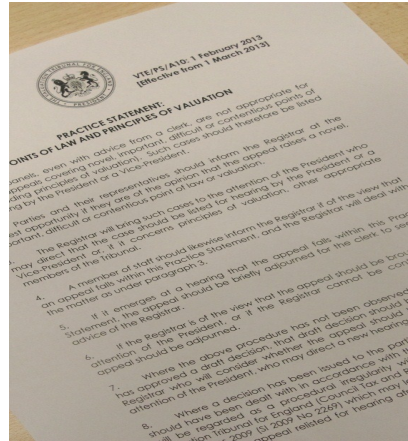 VTE/PS/A10: 1 February 2013
[Effective from 1 March 2013]
PRACTICE STATEMENT:
POINTS OF LAW AND PRINCIPLES OF VALUATION
panels, even with advice from a clerk, are not appropriate for
appeals covering novel, important, difficult or contentious points of
principles of valuation). Such cases should therefore be listed
by the President or a Vice-President.
Parties and their representatives should inform the Registrar at the
opportunity if they are of the opinion that the appeal raises a novel,
difficult or contentious point of law or valuation.
The Registrar will bring such cases to the attention of the President who
may direct that the case should be listed for hearing by the President or a
Vice-President or, if it concerns principles of valuation, other appropriate
members of the Tribunal.
4. A member of staff should likewise inform the Registrar if of the view that
an appeal falls within this Practice Statement, and the Registrar will deal with
the matter as under paragraph 3.
5. If it emerges at a hearing that the appeal falls within this
Statement, the appeal should be briefly adjourned for the clerk to
advice of the Registrar.
6. If the Registrar is of the view that the appeal should be
attention of the President, or if the Registrar cannot be
appeal should be adjourned.
7. Where the above procedure has not been observed
has approved a draft decision, that draft decision should
Registrar who will consider whether the appeal should
attention of the President, who may direct a new hearing
8. Where a decision has been issued to the
should have been dealt with in accordance with
be regarded as a procedural irregularity
Tribunal for England (Council Tax and
2009 (SI 2009 No 2269) which may
appeal relisted for hearing